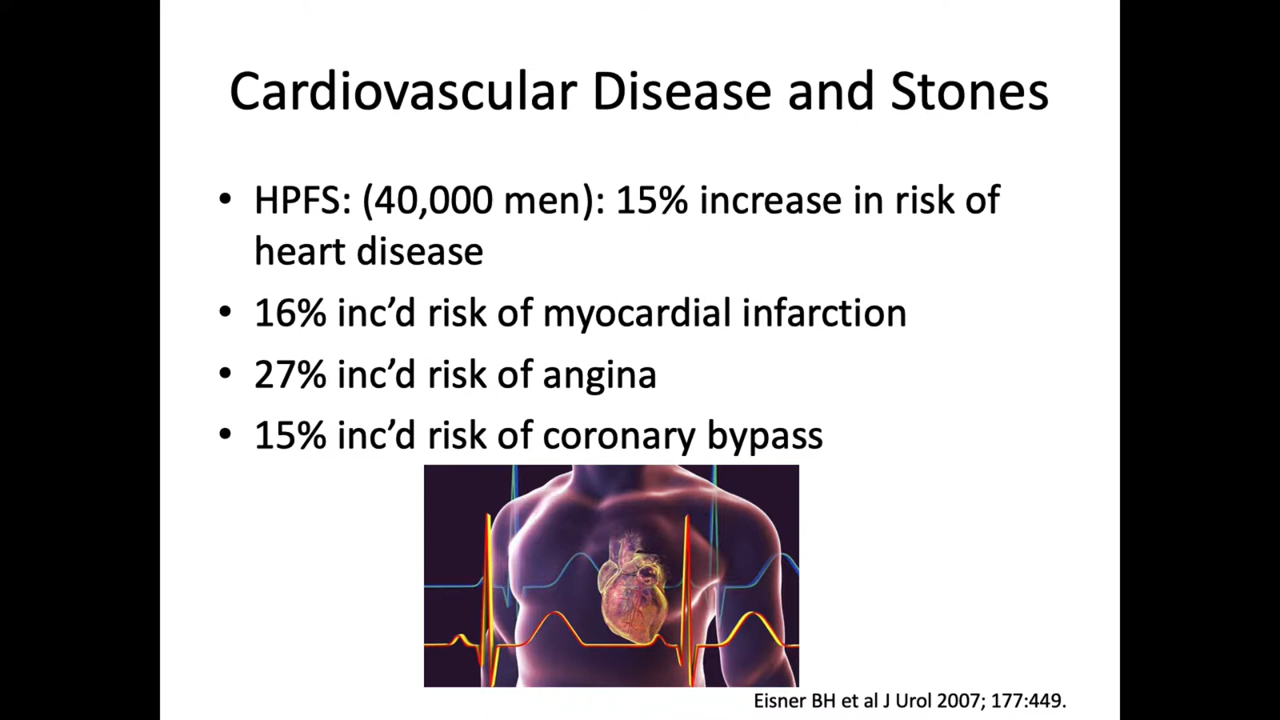 Cardiovascular Disease and Stones
• HPFS: (40,000 men): 15% increase in risk of
heart disease
• 16% inc’d risk of myocardial infarction
• 27% inc’d risk of angina
• 15% inc’d risk of coronary bypass
Eisner BH et al J Urol 2007; 177:449.